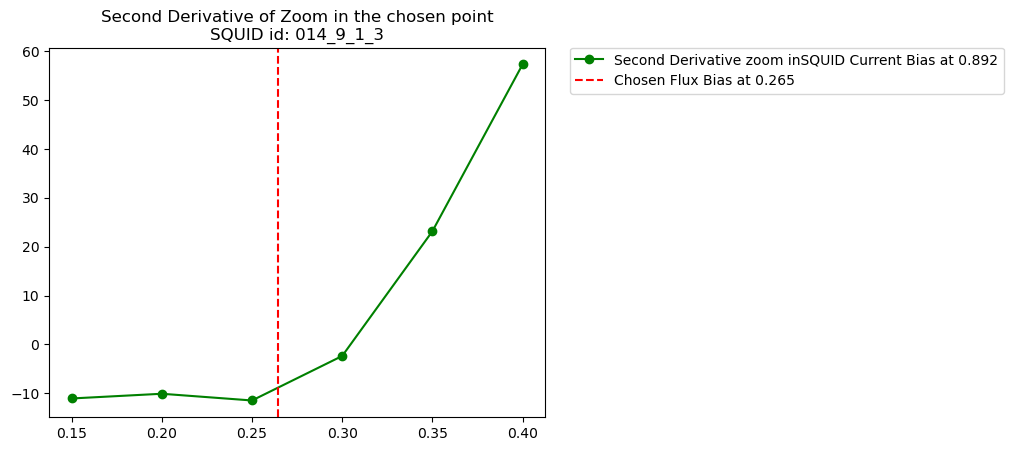 Second Derivative of Zoom in the chosen point
SQUID id: 014_9_1_3
Second Derivative zoom inSQUID Current Bias at 0.892
Chosen Flux Bias at 0.265
60
50
40
30
20
10
0
−10
0.15 0.20 0.25 0.30 0.35 0.40